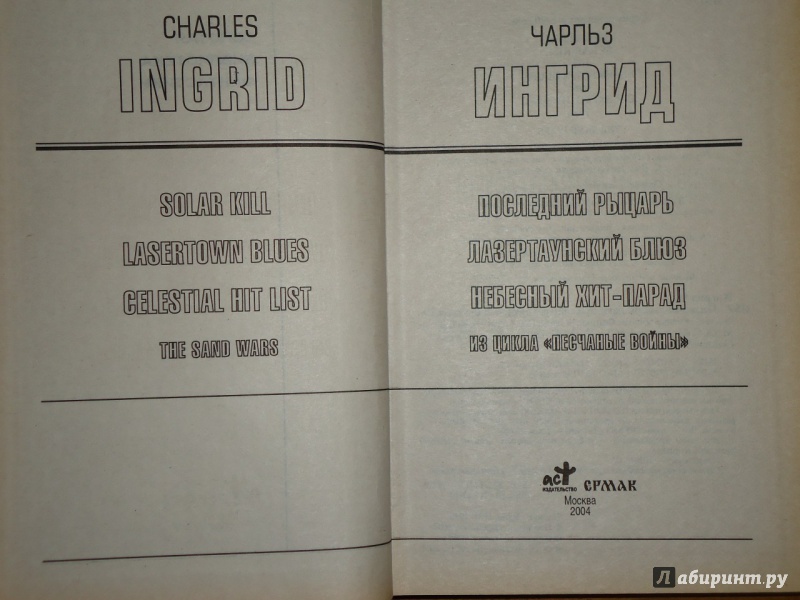 CHARLES
INGRID
SOLAR KILL
LASERTOWN BLUES
CELESTIAL HIT LIST
THE SAND WARS
ЧАРЛЬЗ
ИНГРИД
ПОСЛЕДНИЙ РЫЦАРЬ
ЛАЗЕРТАУНСКИЙ БЛЮЗ
НЕБЕСНЫЙ ХИТ-ПАРАД
ИЗ ЦИКЛА «ПЕСЧАНЫЕ ВОЙНЫ»
аст
ИЗДАТЕЛЬСТВО
ЕРМАК
Москва
2004
Лабиринт.ру